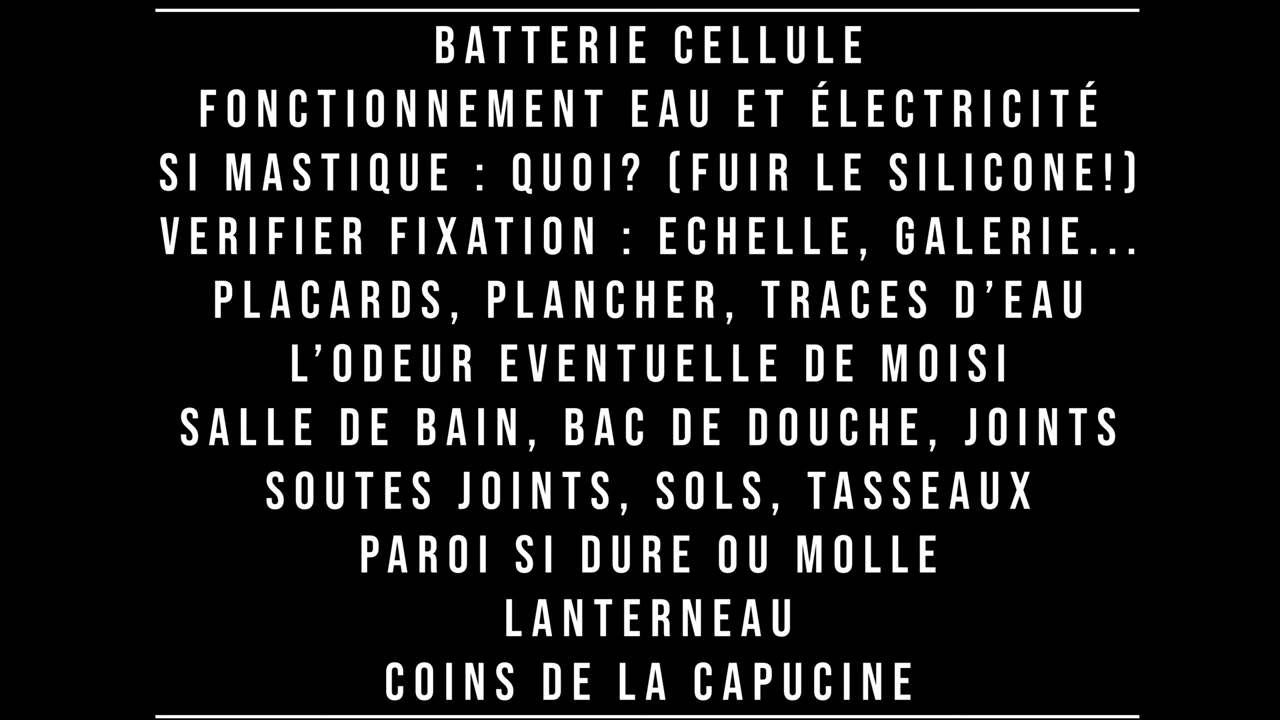 BATTERIE CELLULE
FONCTIONNEMENT EAU ET ÉLECTRICITÉ
SI MASTIQUE : QUOI? (FUIR LE SILICONE!)
VERIFIER FIXATION : ECHELLE, GALERIE...
PLACARDS, PLANCHER, TRACES D’EAU
L’ODEUR EVENTUELLE DE MOISI
SALLE DE BAIN, BAC DE DOUCHE, JOINTS
SOUTES JOINTS, SOLS, TASSEAUX
PAROI SI DURE OU MOLLE
LANTERNEAU
COINS DE LA CAPUCINE